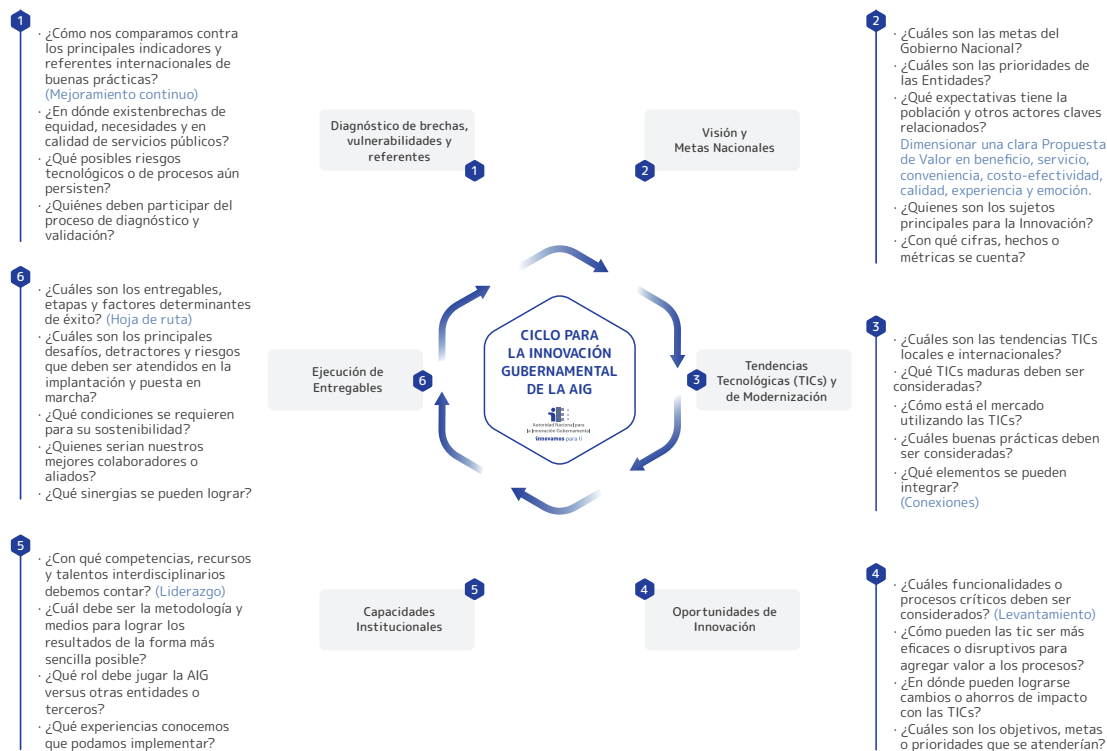 1
· ¿Cómo nos comparamos contra
los principales indicadores y
referentes internacionales de
buenas prácticas?
(Mejoramiento continuo)
· ¿En dónde existenbrechas de
equidad, necesidades y en
calidad de servicios públicos?
· ¿Qué posibles riesgos
tecnológicos o de procesos aún
persisten?
· ¿Quiénes deben participar del
proceso de diagnóstico y
validación?
Diagnóstico de brechas,
vulnerabilidades y
referentes
1
Visión y
Metas Nacionales
2
2
· ¿Cuáles son las metas del
Gobierno Nacional?
· ¿Cuáles son las prioridades de
las Entidades?
· ¿Qué expectativas tiene la
población y otros actores claves
relacionados?
Dimensionar una clara Propuesta
de Valor en beneficio, servicio,
conveniencia, costo-efectividad,
calidad, experiencia y emoción.
· ¿Quienes son los sujetos
principales para la Innovación?
· ¿Con qué cifras, hechos o
métricas se cuenta?
6
· ¿Cuáles son los entregables,
etapas y factores determinantes
de éxito? (Hoja de ruta)
· ¿Cuáles son los principales
desafíos, detractores y riesgos
que deben ser atendidos en la
implantación y puesta en
marcha?
· ¿Qué condiciones se requieren
para su sostenibilidad?
· ¿Quienes serian nuestros
mejores colaboradores o
aliados?
· ¿Qué sinergias se pueden lograr?
Ejecución de
Entregables
6
CICLO PARA
LA INNOVACIÓN
GUBERNAMENTAL
DE LA AIG
Autoridad Nacional para
la Innovación Gubernamental
innovamos para ti
3
Tendencias
Tecnológicas (TICs) y
de Modernización
3
· ¿Cuáles son las tendencias TICs
locales e internacionales?
· ¿Qué TICs maduras deben ser
consideradas?
· ¿Cómo está el mercado
utilizando las TICs?
· ¿Cuáles buenas prácticas deben
ser consideradas?
· ¿Qué elementos se pueden
integrar?
(Conexiones)
5
· ¿Con qué competencias, recursos
y talentos interdisciplinarios
debemos contar? (Liderazgo)
· ¿Cuál debe ser la metodología y
medios para lograr los
resultados de la forma más
sencilla posible?
· ¿Qué rol debe jugar la AIG
versus otras entidades o
terceros?
· ¿Qué experiencias conocemos
que podamos implementar?
Capacidades
Institucionales
5
4
Oportunidades de
Innovación
4
· ¿Cuáles funcionalidades o
procesos críticos deben ser
considerados? (Levantamiento)
· ¿Cómo pueden las tic ser más
eficaces o disruptivos para
agregar valor a los procesos?
· ¿En dónde pueden lograrse
cambios o ahorros de impacto
con las TICs?
· ¿Cuáles son los objetivos, metas
o prioridades que se atenderían?